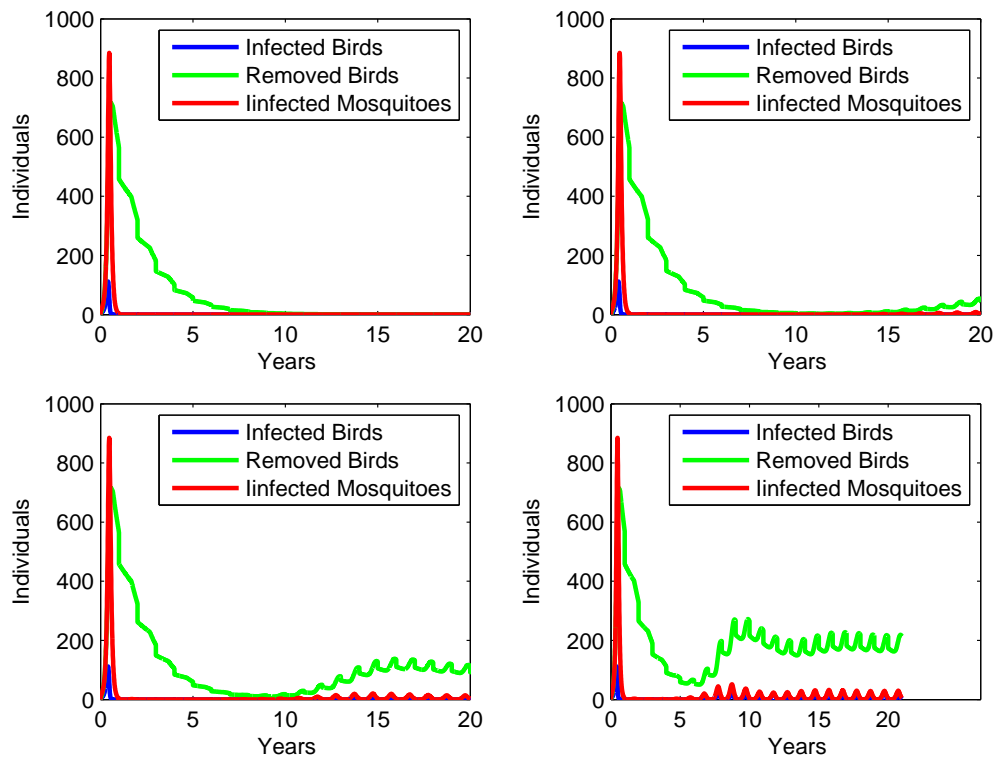 1000
800
600
400
200
0
Individuals
Infected Birds
Removed Birds
Iinfected Mosquitoes
0 5 10 15 20
Years
1000
800
600
400
200
0
Individuals
Infected Birds
Removed Birds
Iinfected Mosquitoes
0 5 10 15 20
Years
1000
800
600
400
200
0
Individuals
Infected Birds
Removed Birds
Iinfected Mosquitoes
0 5 10 15 20
Years
1000
800
600
400
200
0
Individuals
Infected Birds
Removed Birds
Iinfected Mosquitoes
0 5 10 15 20
Years